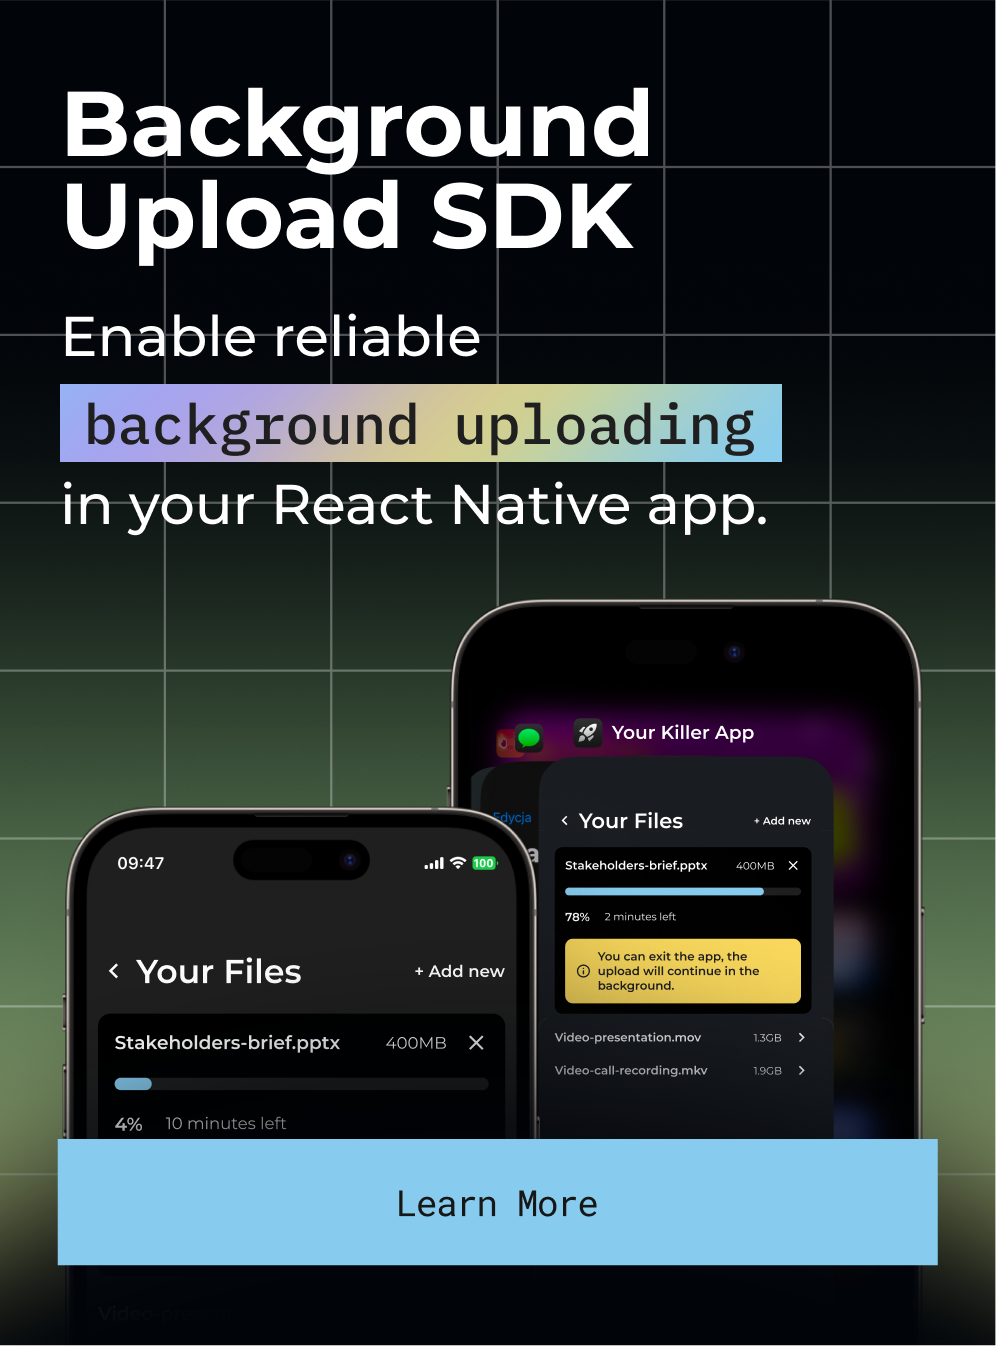 Background
Upload SDK
Enable reliable
background uploading
in your React Native app.
Your Killer App
Edycja
a
Your Files
+ Add new
Stakeholders-brief.pptx 400MB
78% 2 minutes left
You can exit the app, the
upload will continue in the
background.
Video-presentation.mov 1.3GB
Video-call-recording.mkv 1.9GB
09:47 100
Your Files + Add new
Stakeholders-brief.pptx 400MB
4% 10 minutes left
Learn More